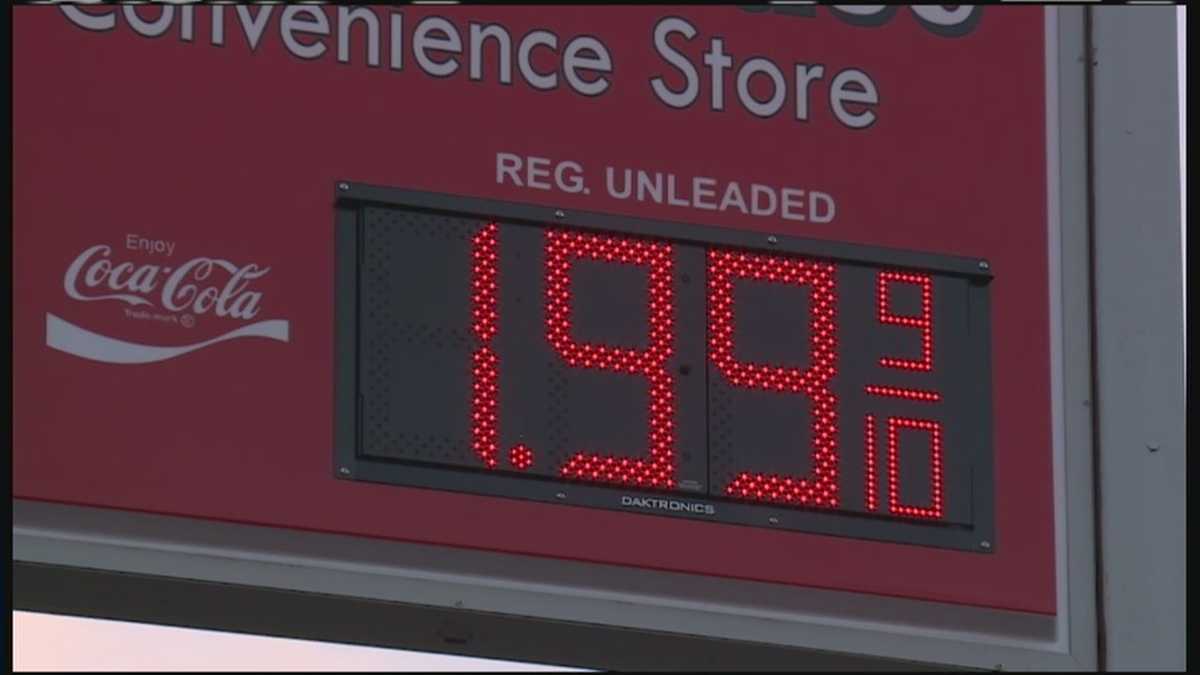 Convenience Store
REG. UNLEADED
Enjoy
Coca-Cola
Trade-mark ®
1.99 9/10
DAKTRONICS